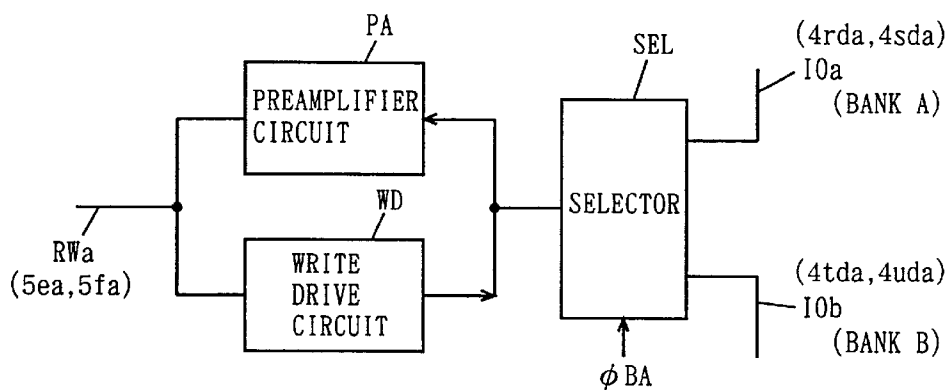 PA
PREAMPLIFIER
CIRCUIT
SEL
(4rda,4sda)
IOa
(BANK A)
SELECTOR
WD
WRITE
DRIVE
CIRCUIT
RWa
(5ea,5fa)
(4tda,4uda)
IOb
(BANK B)
ϕ BA